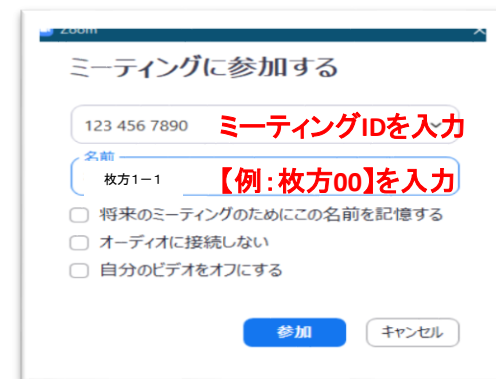 Zoom
ミーティングに参加する
123 456 7890 ミーティングIDを入力
名前
枚方1－1 【例：枚方00】を入力
将来のミーティングのためにこの名前を記憶する
オーディオに接続しない
自分のビデオをオフにする
参加 キャンセル